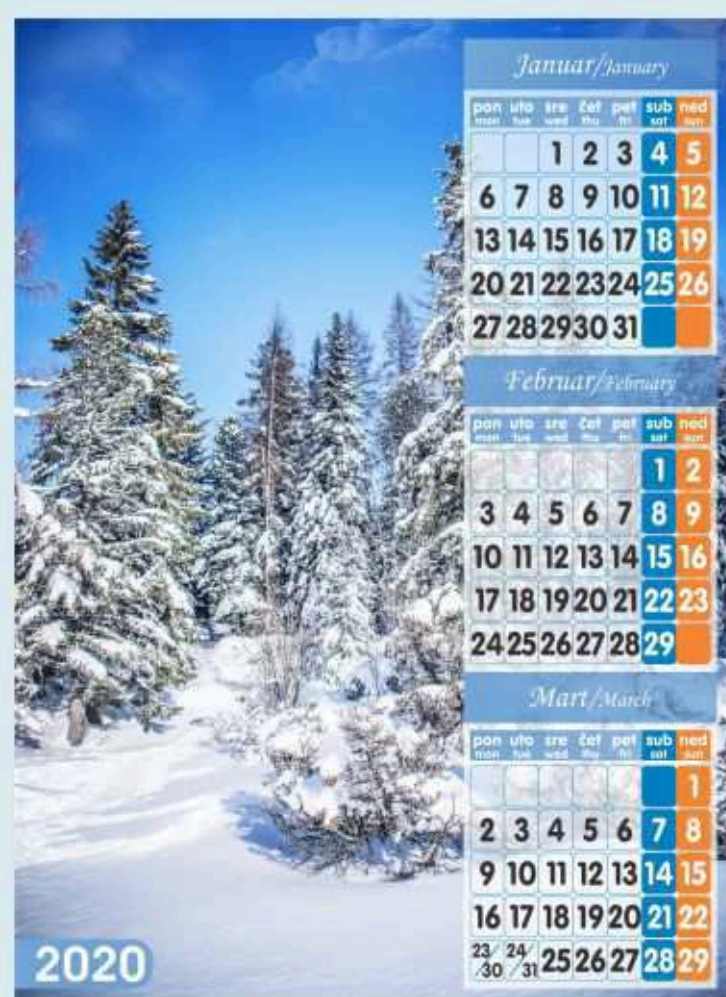 Januar/January
pon uto sre čet pet sub ned
mon tue wed thu fri sat sun
1 2 3 4 5
6 7 8 9 10 11 12
13 14 15 16 17 18 19
20 21 22 23 24 25 26
27 28 29 30 31
Februar/February
pon uto sre čet pet sub ned
mon tue wed thu fri sat sun
1 2
3 4 5 6 7 8 9
10 11 12 13 14 15 16
17 18 19 20 21 22 23
24 25 26 27 28 29
Mart/March
pon uto sre čet pet sub ned
mon tue wed thu fri sat sun
1
2 3 4 5 6 7 8
9 10 11 12 13 14 15
16 17 18 19 20 21 22
23/30 24/31 25 26 27 28 29
2020